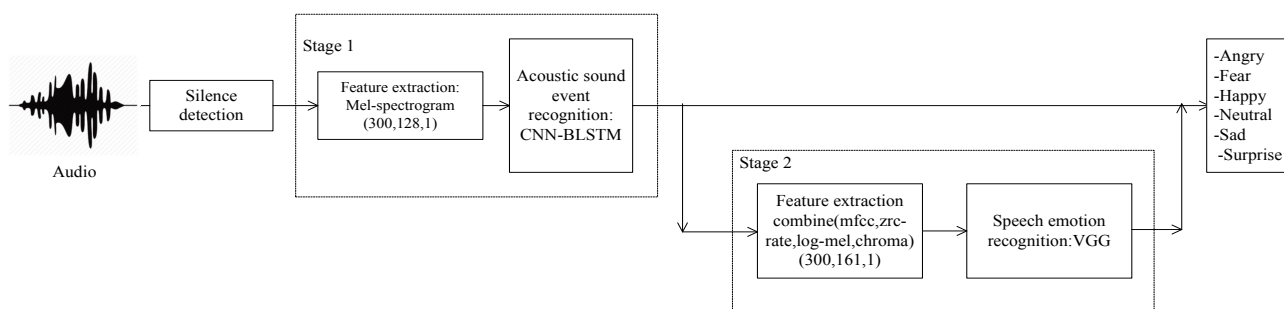 Audio
Silence
detection
Stage 1
Feature extraction:
Mel-spectrogram
(300,128,1)
Acoustic sound
event
recognition:
CNN-BLSTM
Stage 2
Feature extraction
combine(mfcc,zrc-
rate,log-mel,chroma)
(300,161,1)
Speech emotion
recognition:VGG
-Angry
-Fear
-Happy
-Neutral
-Sad
-Surprise